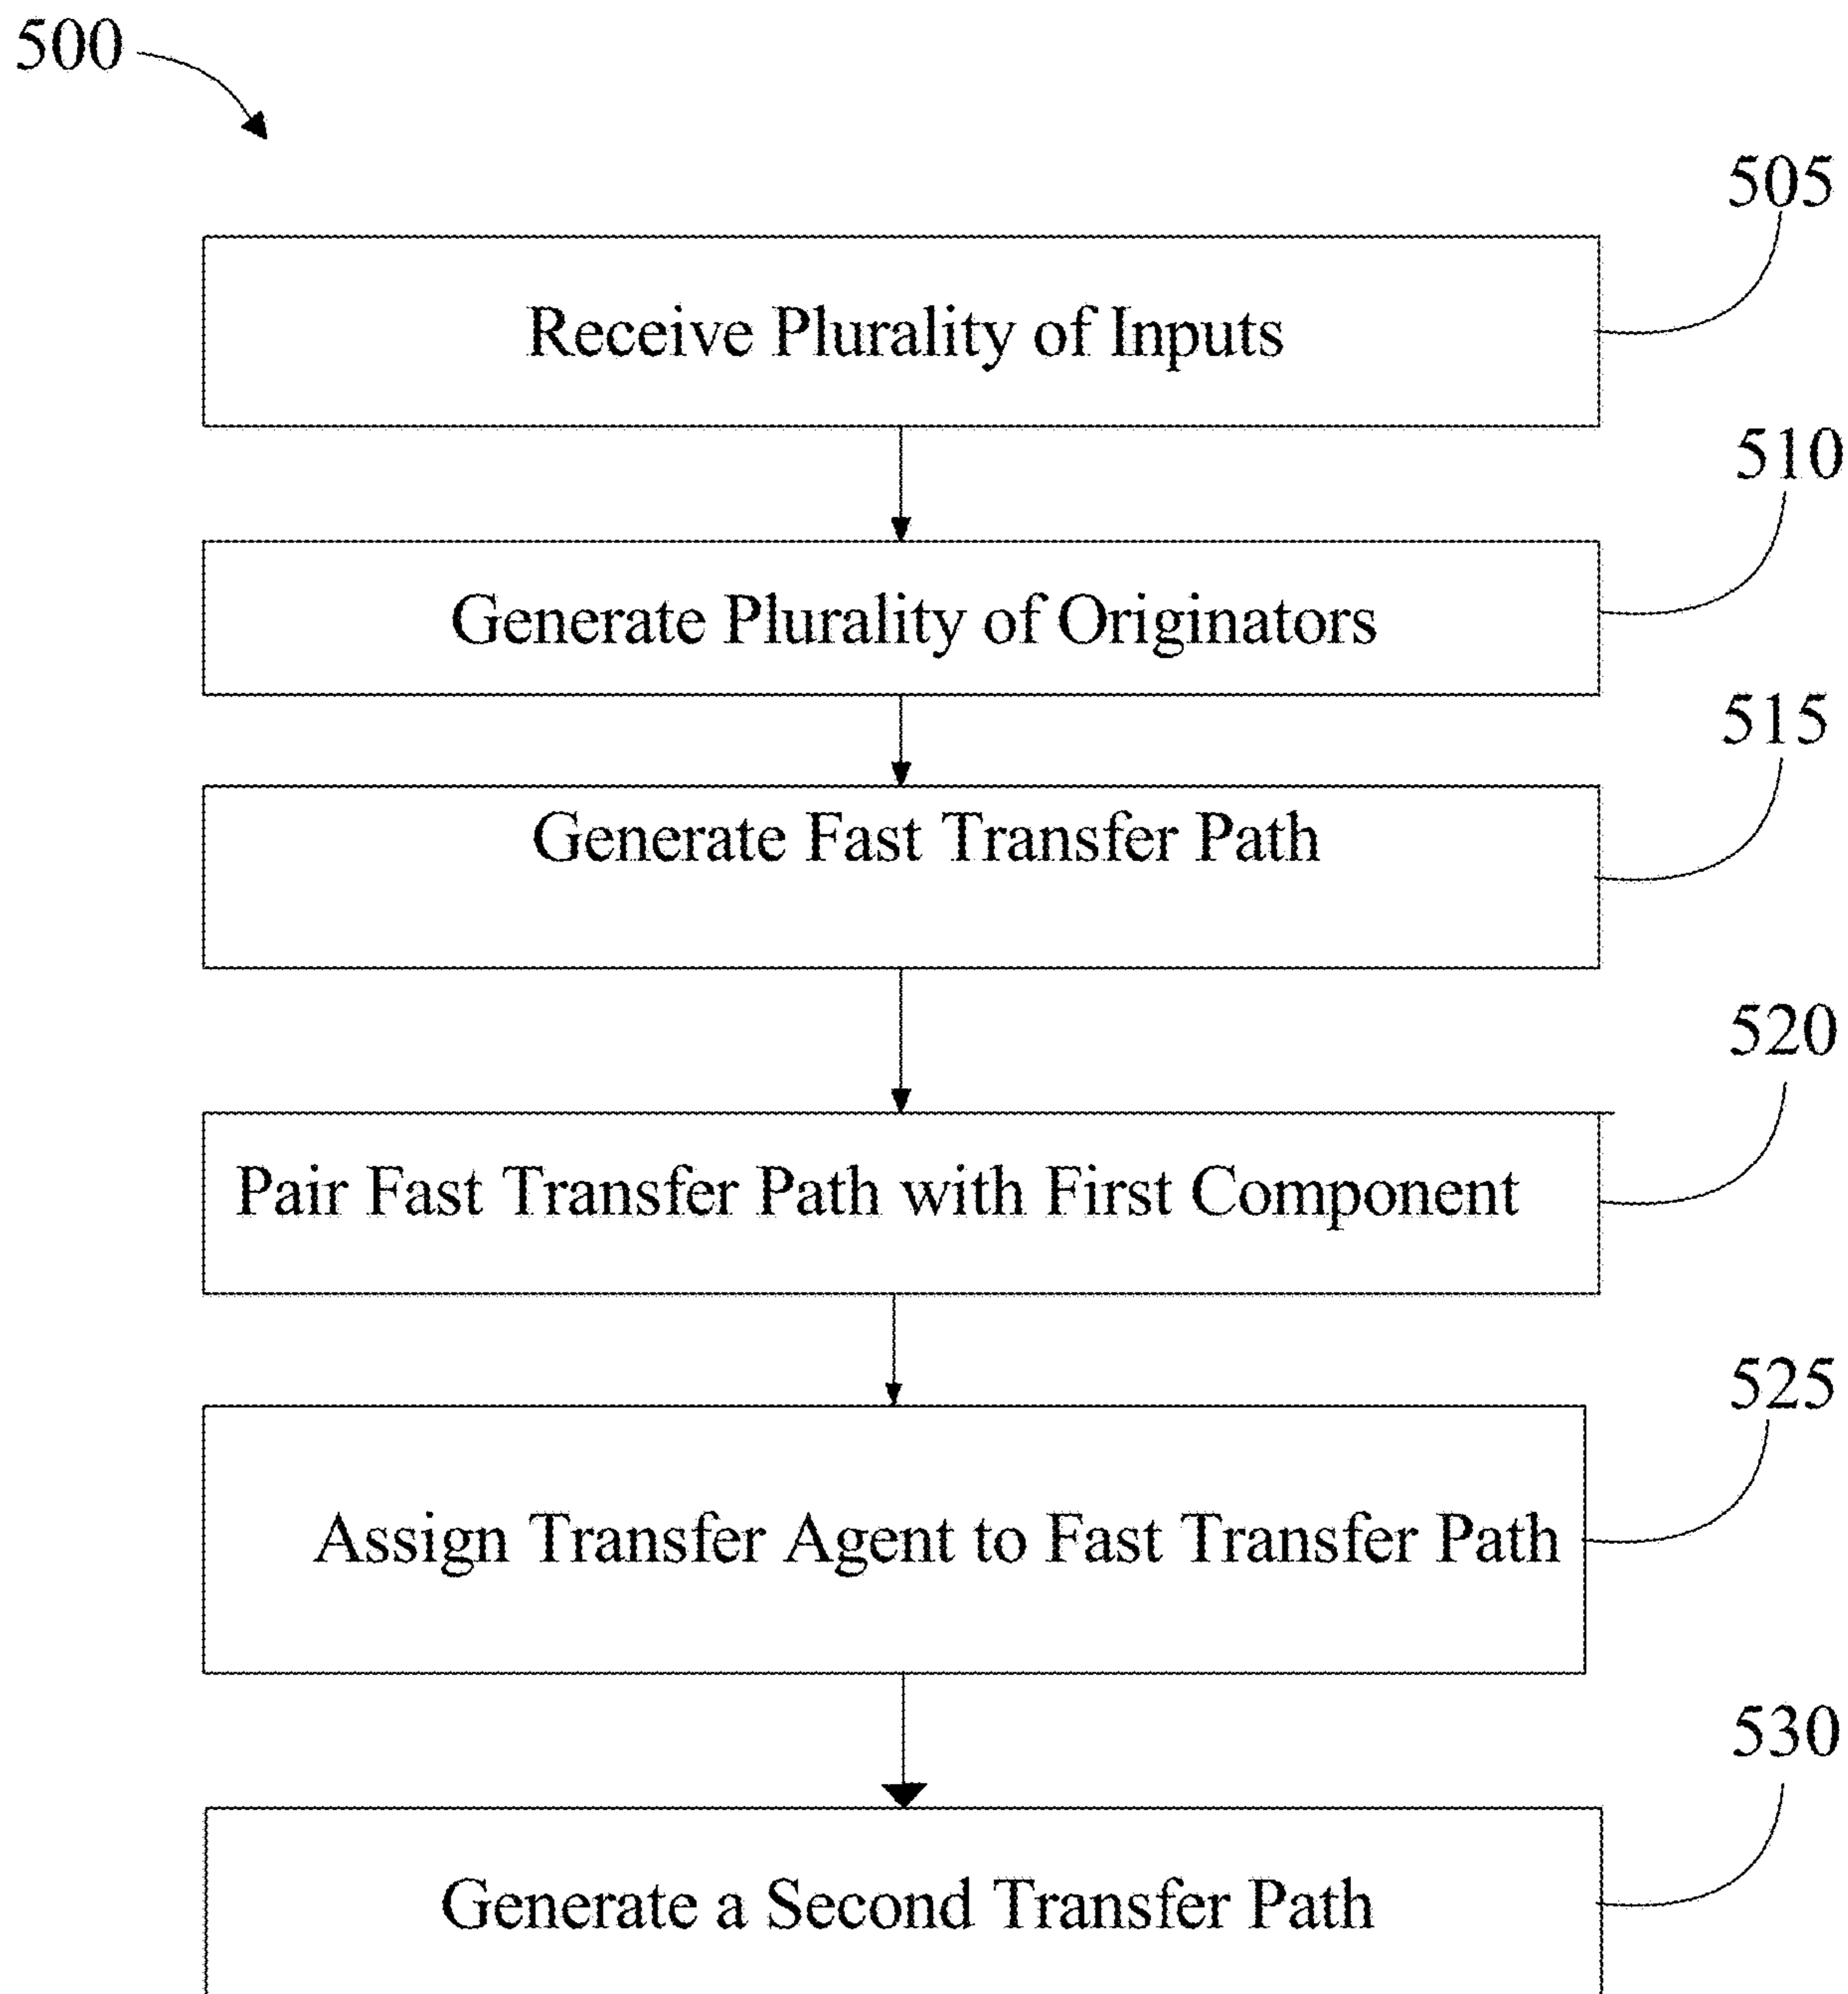 500
505
Receive Plurality of Inputs
510
Generate Plurality of Originators
515
Generate Fast Transfer Path
520
Pair Fast Transfer Path with First Component
525
Assign Transfer Agent to Fast Transfer Path
530
Generate a Second Transfer Path